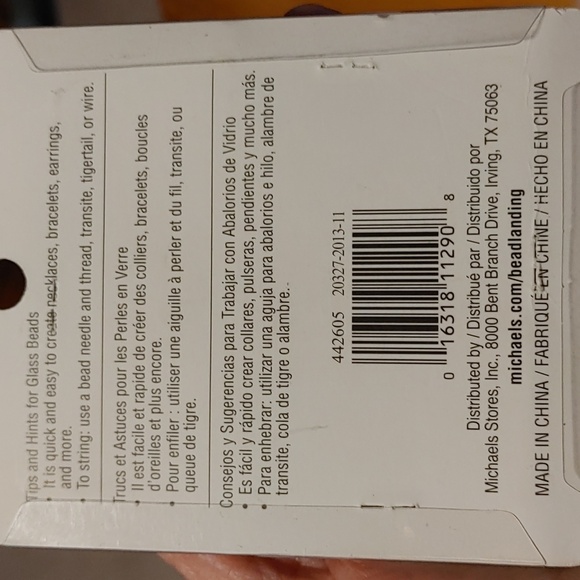 Tips and Hints for Glass Beads
• It is quick and easy to create necklaces, bracelets, earrings,
and more.
• To string: use a bead needle and thread, transite, tigertail, or wire.
Trucs et Astuces pour les Perles en Verre
• Il est facile et rapide de créer des colliers, bracelets, boucles
d'oreilles et plus encore.
• Pour enfiler : utiliser une aiguille à perler et du fil, transite, ou
queue de tigre.
Consejos y Sugerencias para Trabajar con Abalorios de Vidrio
• Es fácil y rápido crear collares, pulseras, pendientes y mucho más.
• Para enhebrar: utilizar una aguja para abalorios e hilo, alambre de
transite, cola de tigre o alambre. .
442605 20327-2013-11
0 16318 11290 8
Distributed by / Distribué par / Distribuido por
Michaels Stores, Inc., 8000 Bent Branch Drive, Irving, TX 75063
michaels.com/beadlanding
MADE IN CHINA / FABRIQUÉ EN CHINE / HECHO EN CHINA